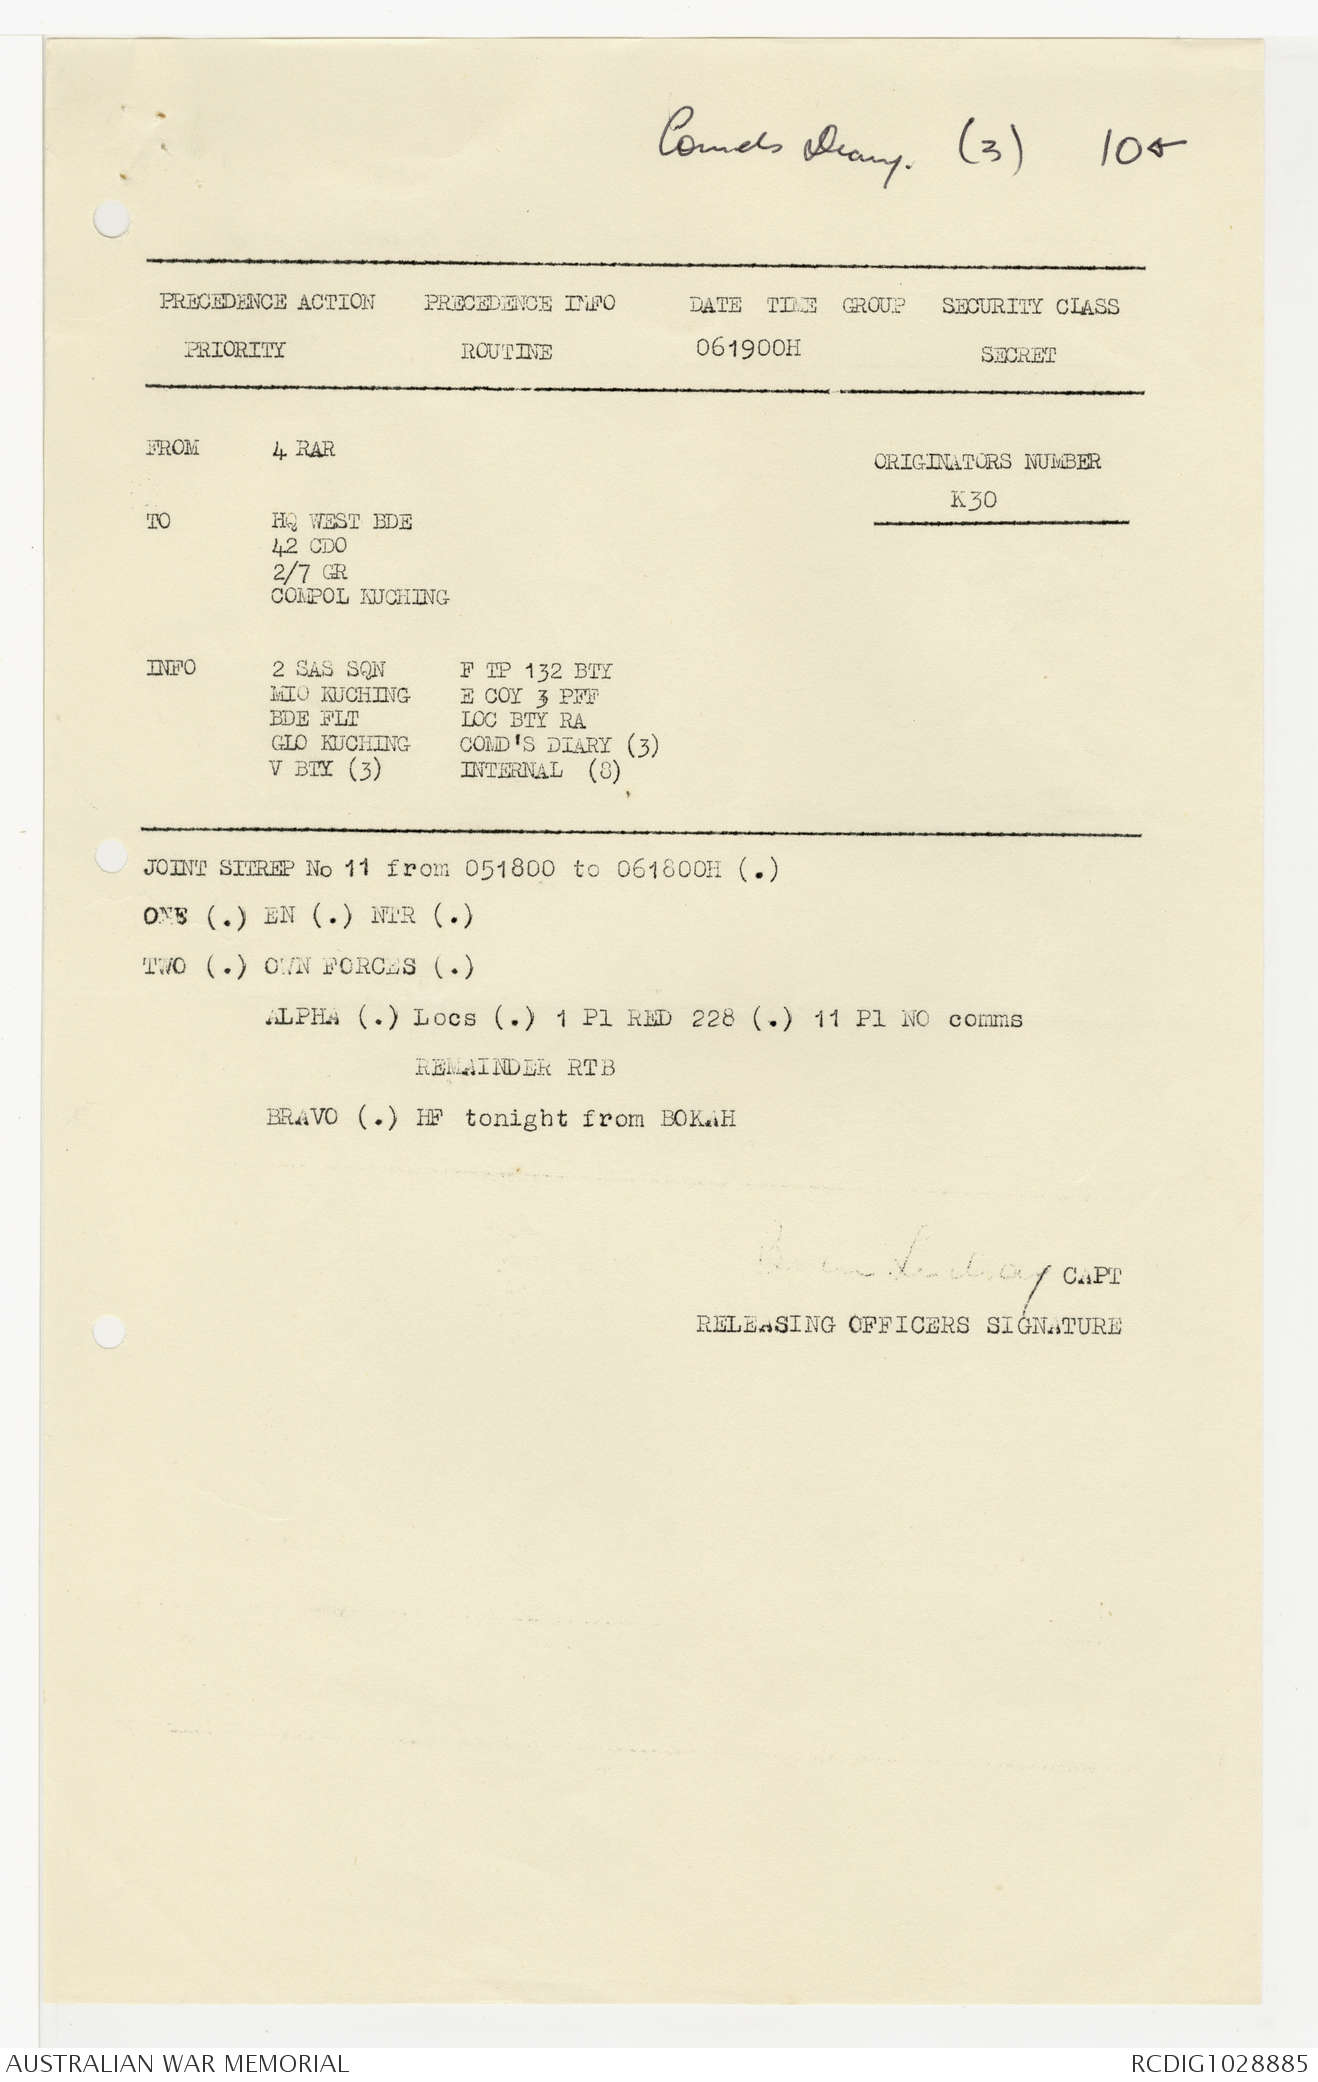 Comds Diary. (3) 105
PRECEDENCE ACTION PRECEDENCE INFO DATE TIME GROUP SECURITY CLASS
PRIORITY ROUTINE 061900H SECRET
FROM 4 RAR
ORIGINATORS NUMBER
K30
TO HQ WEST BDE
42 CDO
2/7 GR
COMPOL KUCHING
INFO 2 SAS SQN F TP 132 BTY
MIO KUCHING E COY 3 PFF
BDE FLT LOC BTY RA
GLO KUCHING COMD'S DIARY (3)
V BTY (3) INTERNAL (8)
JOINT SITREP No 11 from 051800 to 061800H (.)
ONE (.) EN (.) NTR (.)
TWO (.) OWN FORCES (.)
ALPHA (.) Locs (.) 1 Pl RED 228 (.) 11 Pl NO comms
REMAINDER RTB
BRAVO (.) HF tonight from BOKAH
CAPT
RELEASING OFFICERS SIGNATURE
AUSTRALIAN WAR MEMORIAL RCDIG1028885